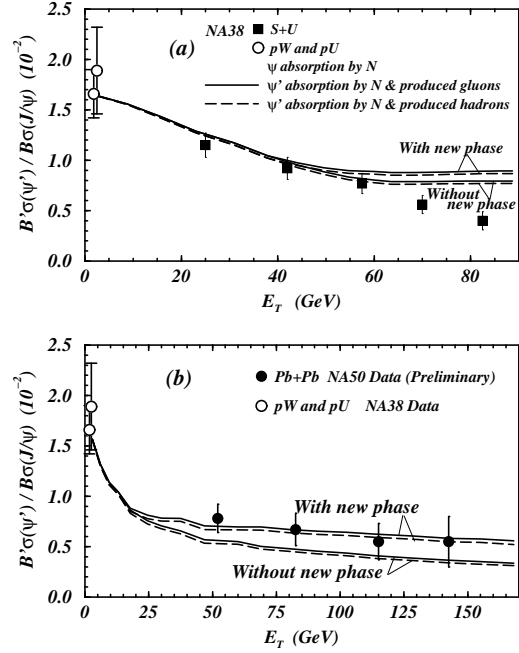 2.5
2.0
1.5
1.0
0.5
0.0
B'σ(ψ') / Bσ(J/ψ) (10⁻²)
(a)
NA38 ■ S+U
○ pW and pU
ψ absorption by N
ψ' absorption by N & produced gluons
ψ' absorption by N & produced hadrons
With new phase
Without
new phase
0 20 40 60 80
E_T (GeV)
2.5
2.0
1.5
1.0
0.5
0.0
B'σ(ψ') / Bσ(J/ψ) (10⁻²)
(b)
● Pb+Pb NA50 Data (Preliminary)
○ pW and pU NA38 Data
With new phase
Without new phase
0 25 50 75 100 125 150
E_T (GeV)